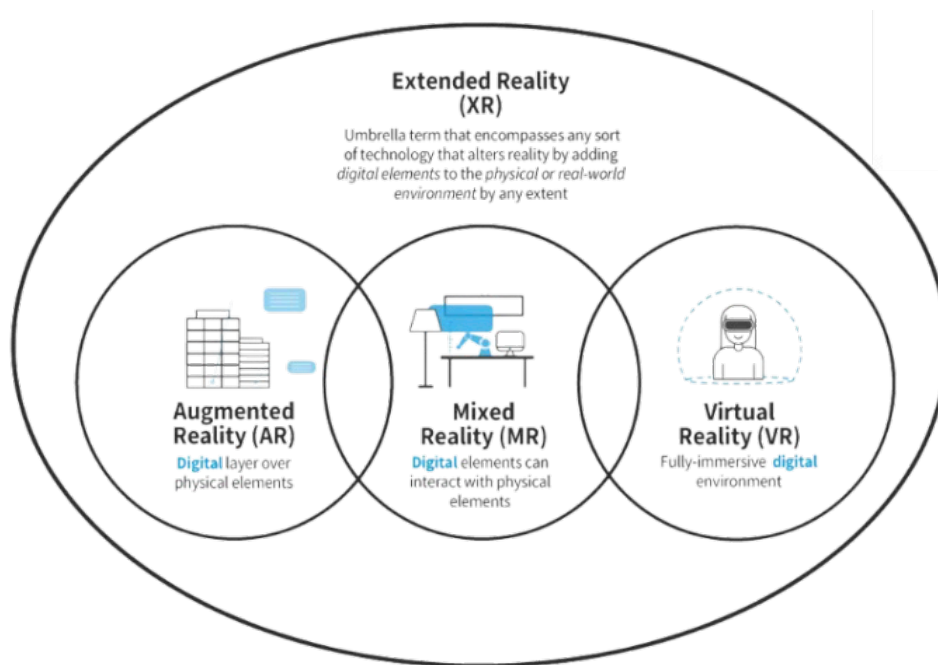 Extended Reality
(XR)
Umbrella term that encompasses any sort
of technology that alters reality by adding
digital elements to the physical or real-world
environment by any extent
Augmented
Reality (AR)
Digital layer over
physical elements
Mixed
Reality (MR)
Digital elements can
interact with physical
elements
Virtual
Reality (VR)
Fully-immersive digital
environment